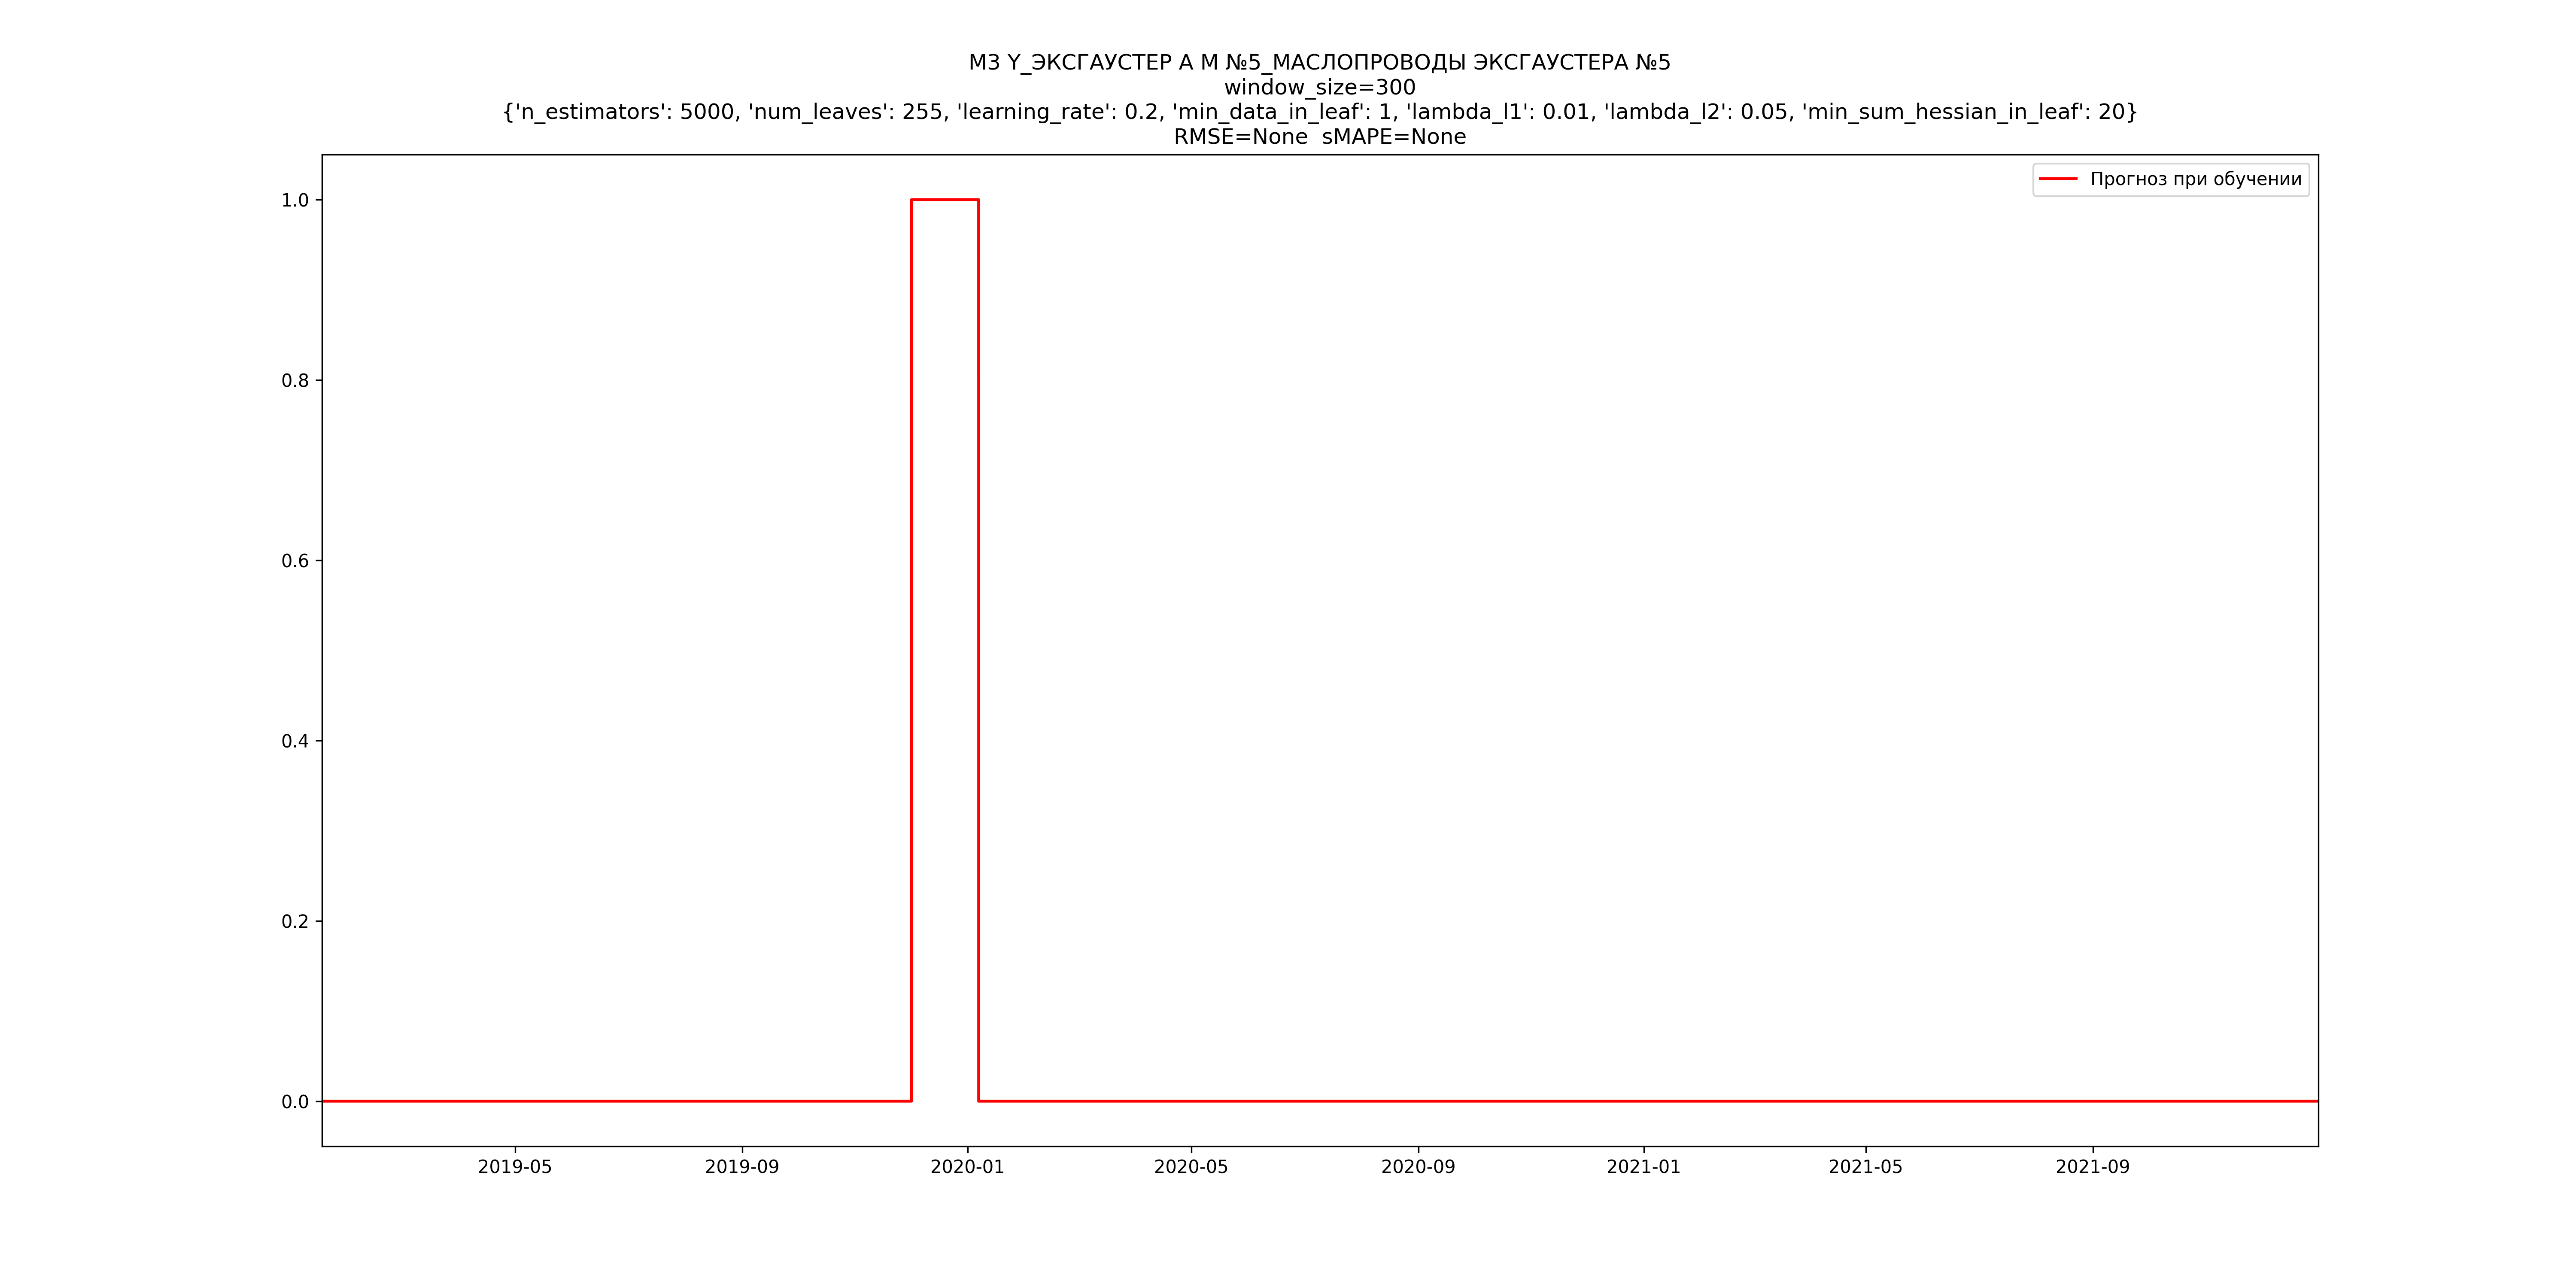 М3 Y_ЭКСГАУСТЕР А М №5_МАСЛОПРОВОДЫ ЭКСГАУСТЕРА №5
window_size=300
{'n_estimators': 5000, 'num_leaves': 255, 'learning_rate': 0.2, 'min_data_in_leaf': 1, 'lambda_l1': 0.01, 'lambda_l2': 0.05, 'min_sum_hessian_in_leaf': 20}
RMSE=None  sMAPE=None
Прогноз при обучении
1.0
0.8
0.6
0.4
0.2
0.0
2019-05 2019-09 2020-01 2020-05 2020-09 2021-01 2021-05 2021-09